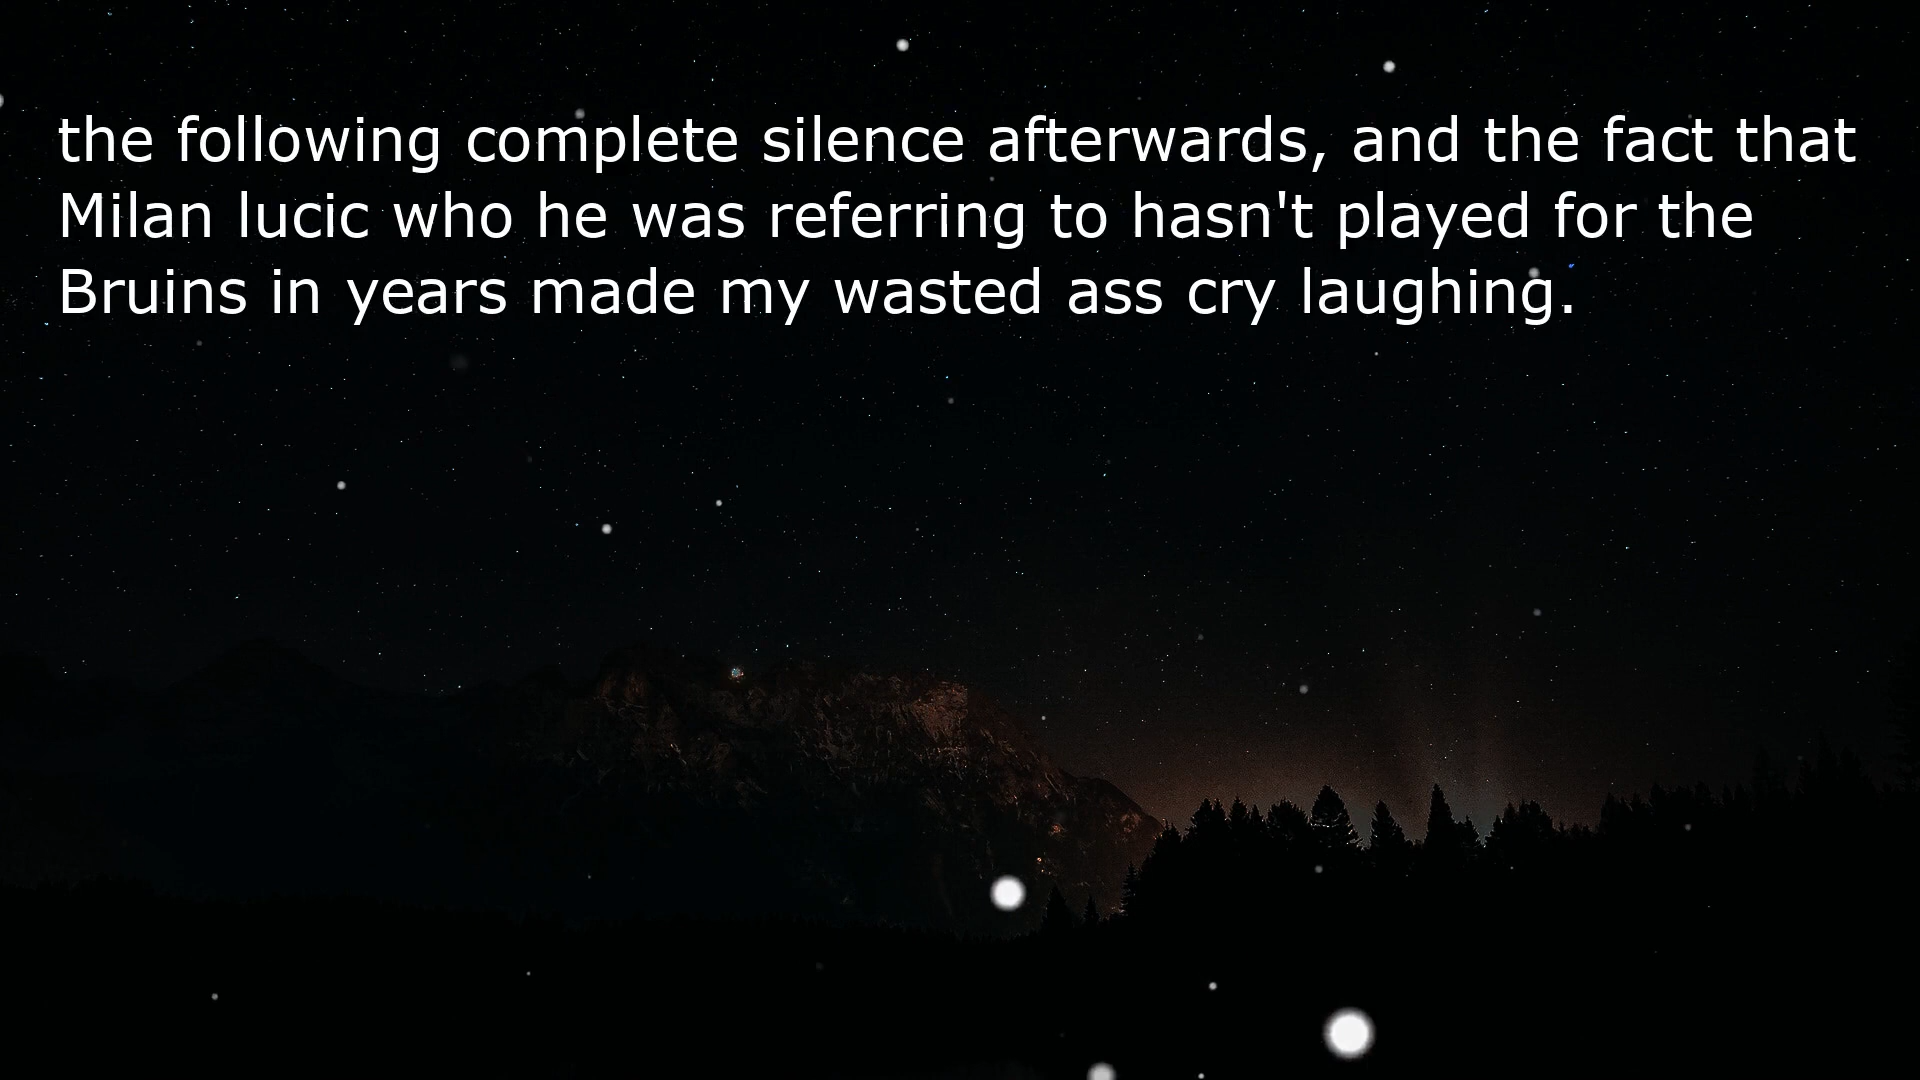 the following complete silence afterwards, and the fact that
Milan lucic who he was referring to hasn't played for the
Bruins in years made my wasted ass cry laughing.